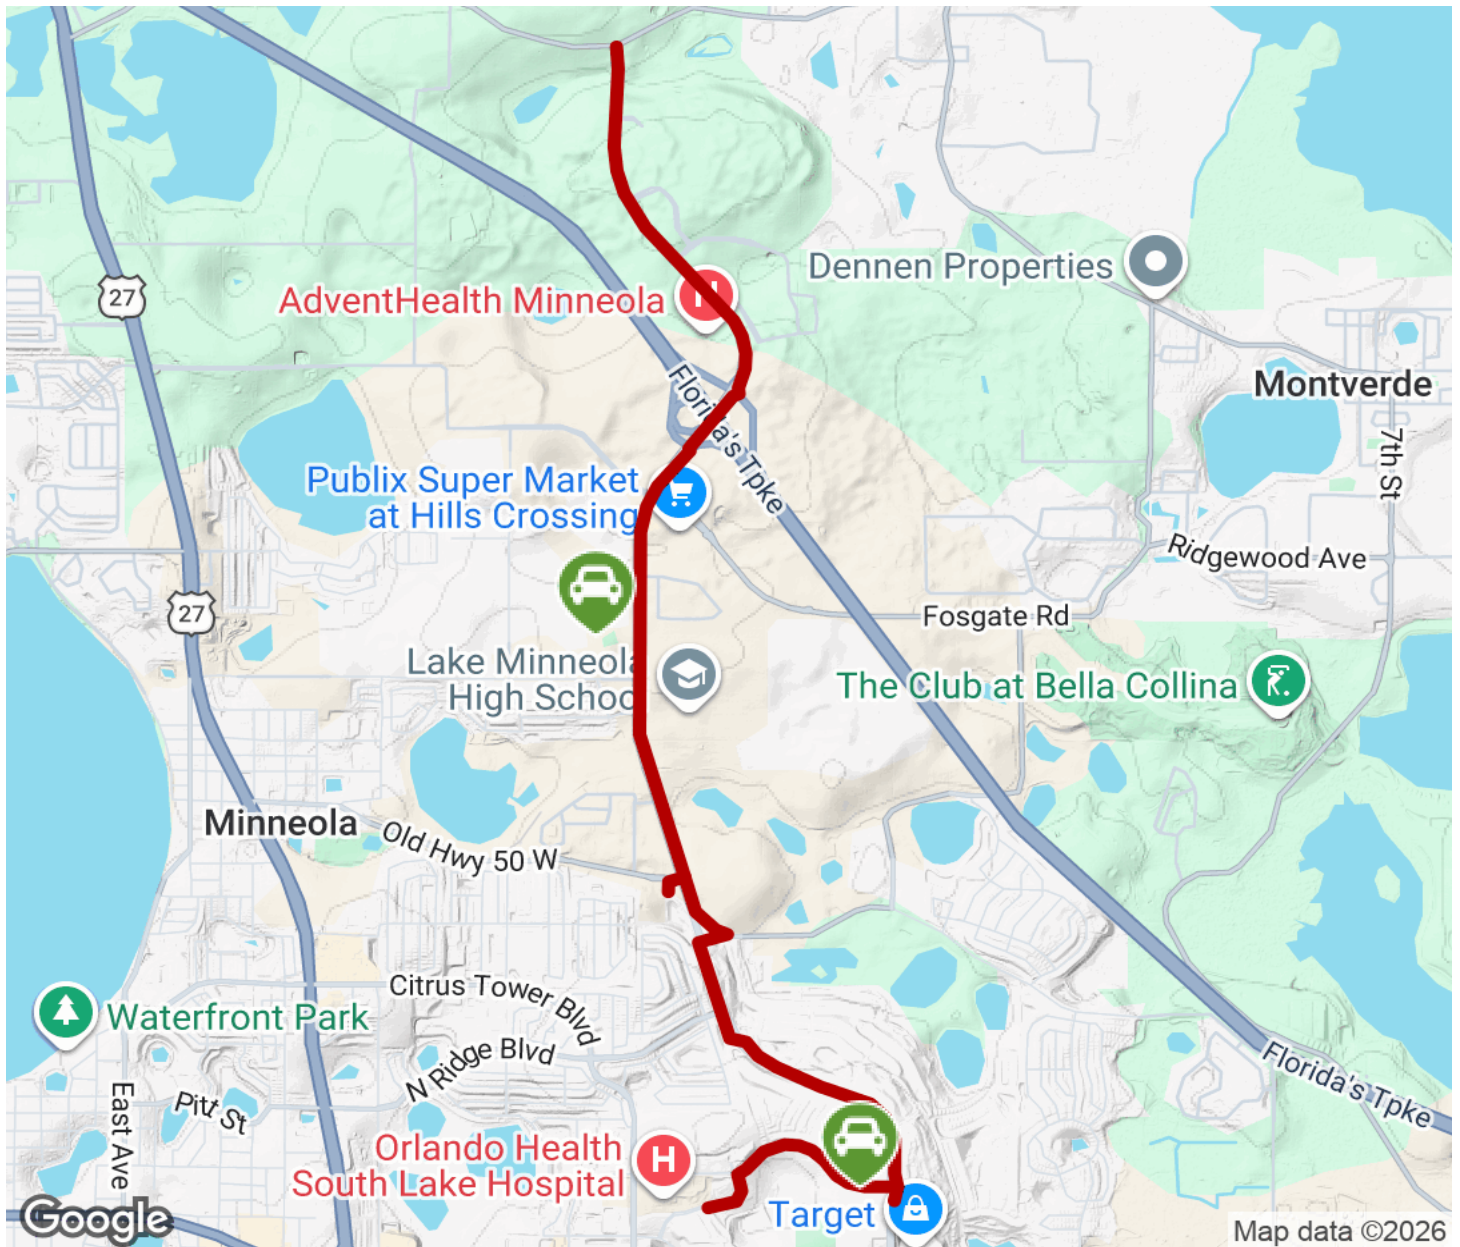 27
AdventHealth Minneola
H
Dennen Properties
Montverde
Florida's Tpke
7th St
Publix Super Market
at Hills Crossing
Ridgewood Ave
27
Fosgate Rd
Lake Minneola
High School
The Club at Bella Collina
Minneola
Old Hwy 50 W
Citrus Tower Blvd
Waterfront Park
N Ridge Blvd
Florida's Tpke
East Ave
Pitt St
Orlando Health
South Lake Hospital
H
Target
Google
Map data ©2026